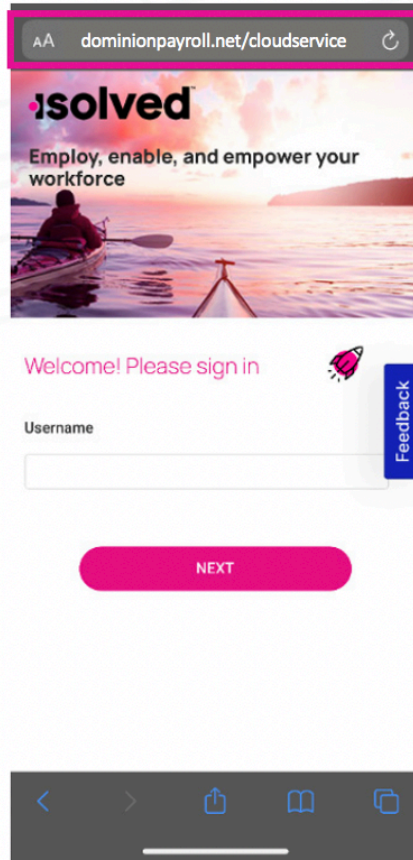 AA dominionpayroll.net/cloudservice
isolved
Employ, enable, and empower your
workforce
Welcome! Please sign in
Feedback
Username
NEXT